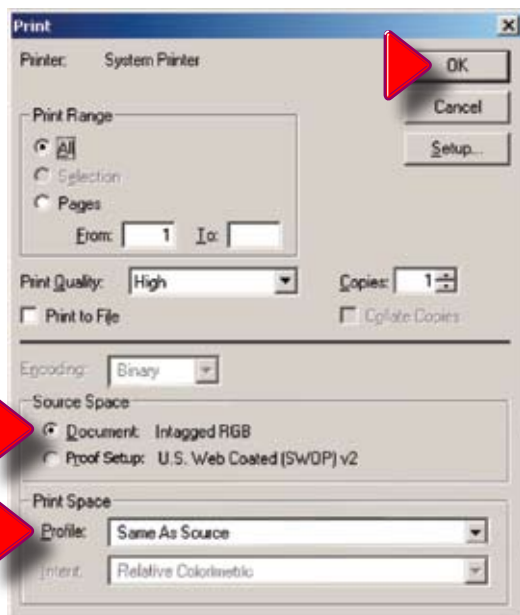 Print
Printer: System Printer
OK
Cancel
Setup...
Print Range
All
Selection
Pages
From: 1 To:
Print Quality: High
Copies: 1
Print to File
Collate Copies
Encoding: Binary
Source Space
Document: Intagged RGB
Proof Setup: U.S. Web Coated (SWOP) v2
Print Space
Profile: Same As Source
Intent: Relative Colorimetric